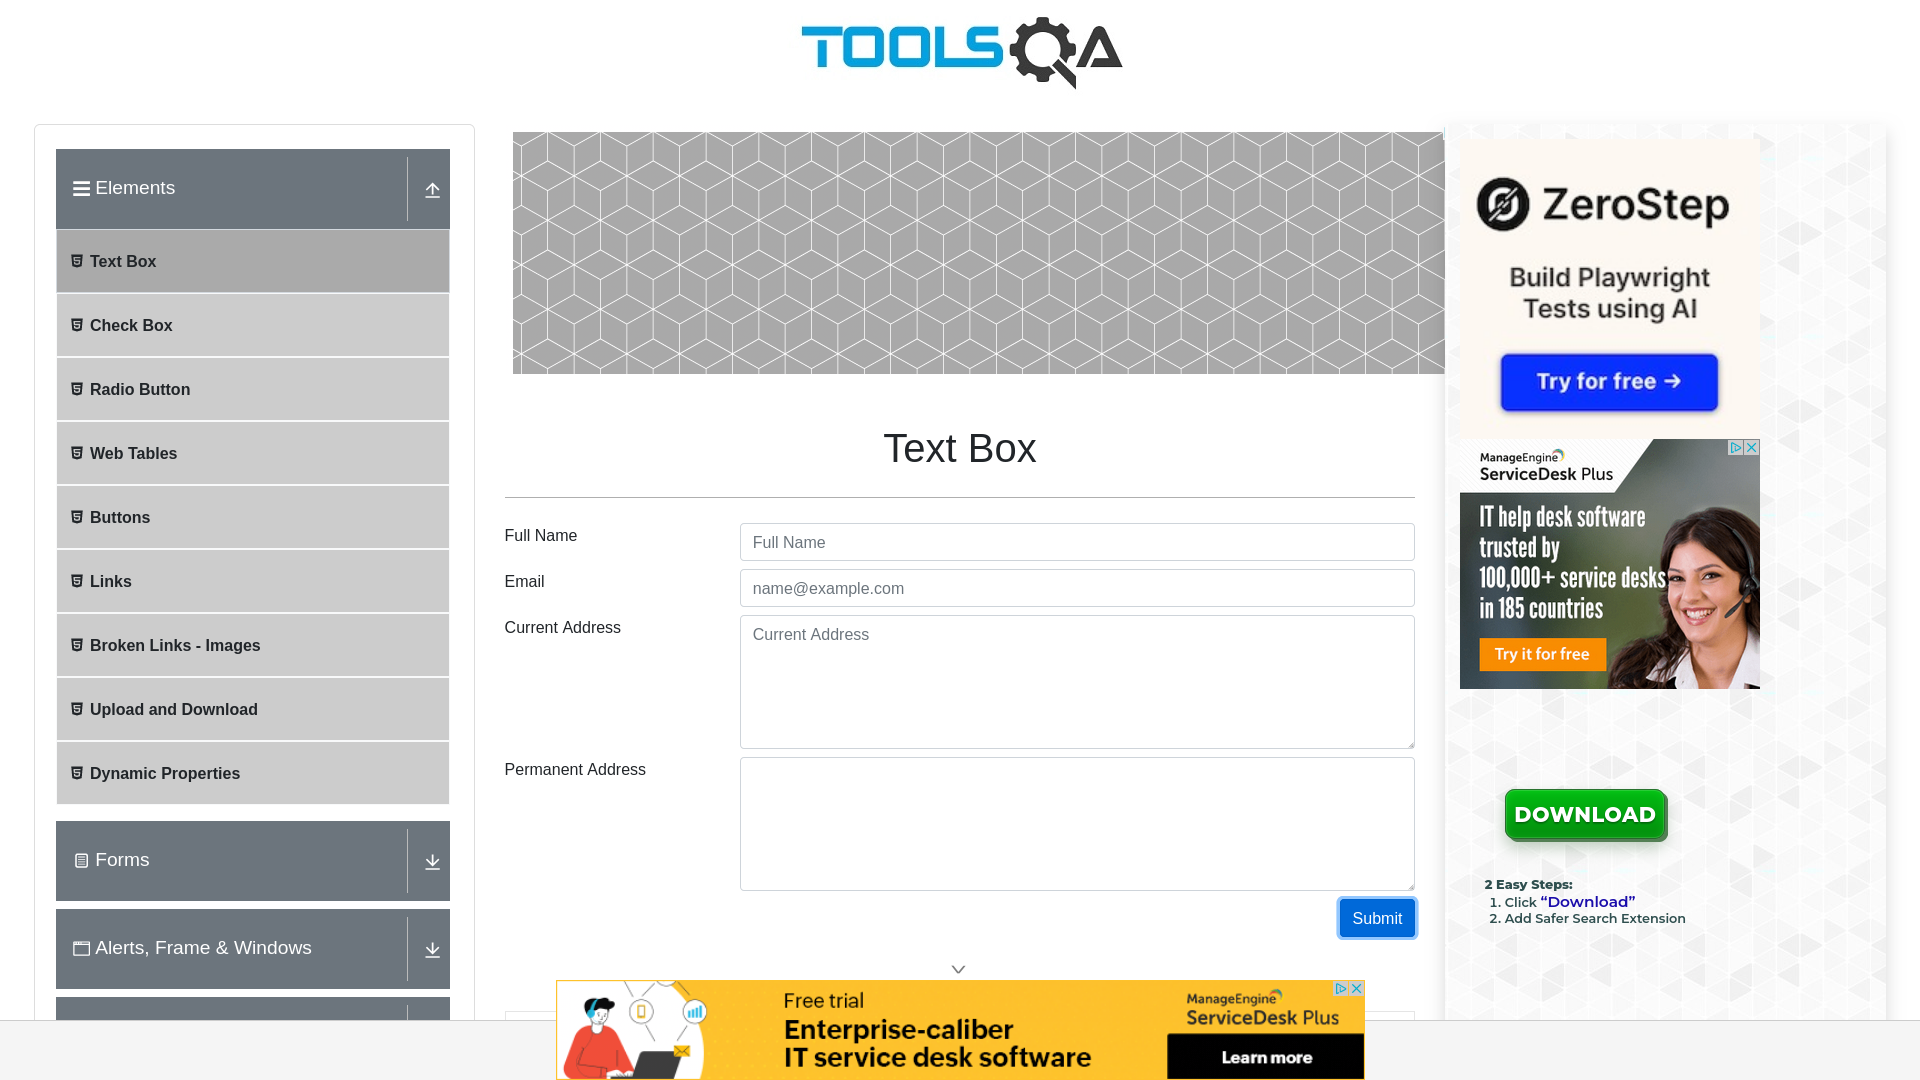 TOOLSQA
Elements
Text Box
Check Box
Radio Button
Web Tables
Buttons
Links
Broken Links - Images
Upload and Download
Dynamic Properties
Forms
Alerts, Frame & Windows
Text Box
Full Name
Full Name
Email
name@example.com
Current Address
Current Address
Permanent Address
Submit
ZeroStep
Build Playwright
Tests using AI
Try for free →
ManageEngine
ServiceDesk Plus
IT help desk software
trusted by
100,000+ service desks
in 185 countries
Try it for free
DOWNLOAD
2 Easy Steps:
1. Click “Download”
2. Add Safer Search Extension
Free trial
Enterprise-caliber
IT service desk software
ManageEngine
ServiceDesk Plus
Learn more